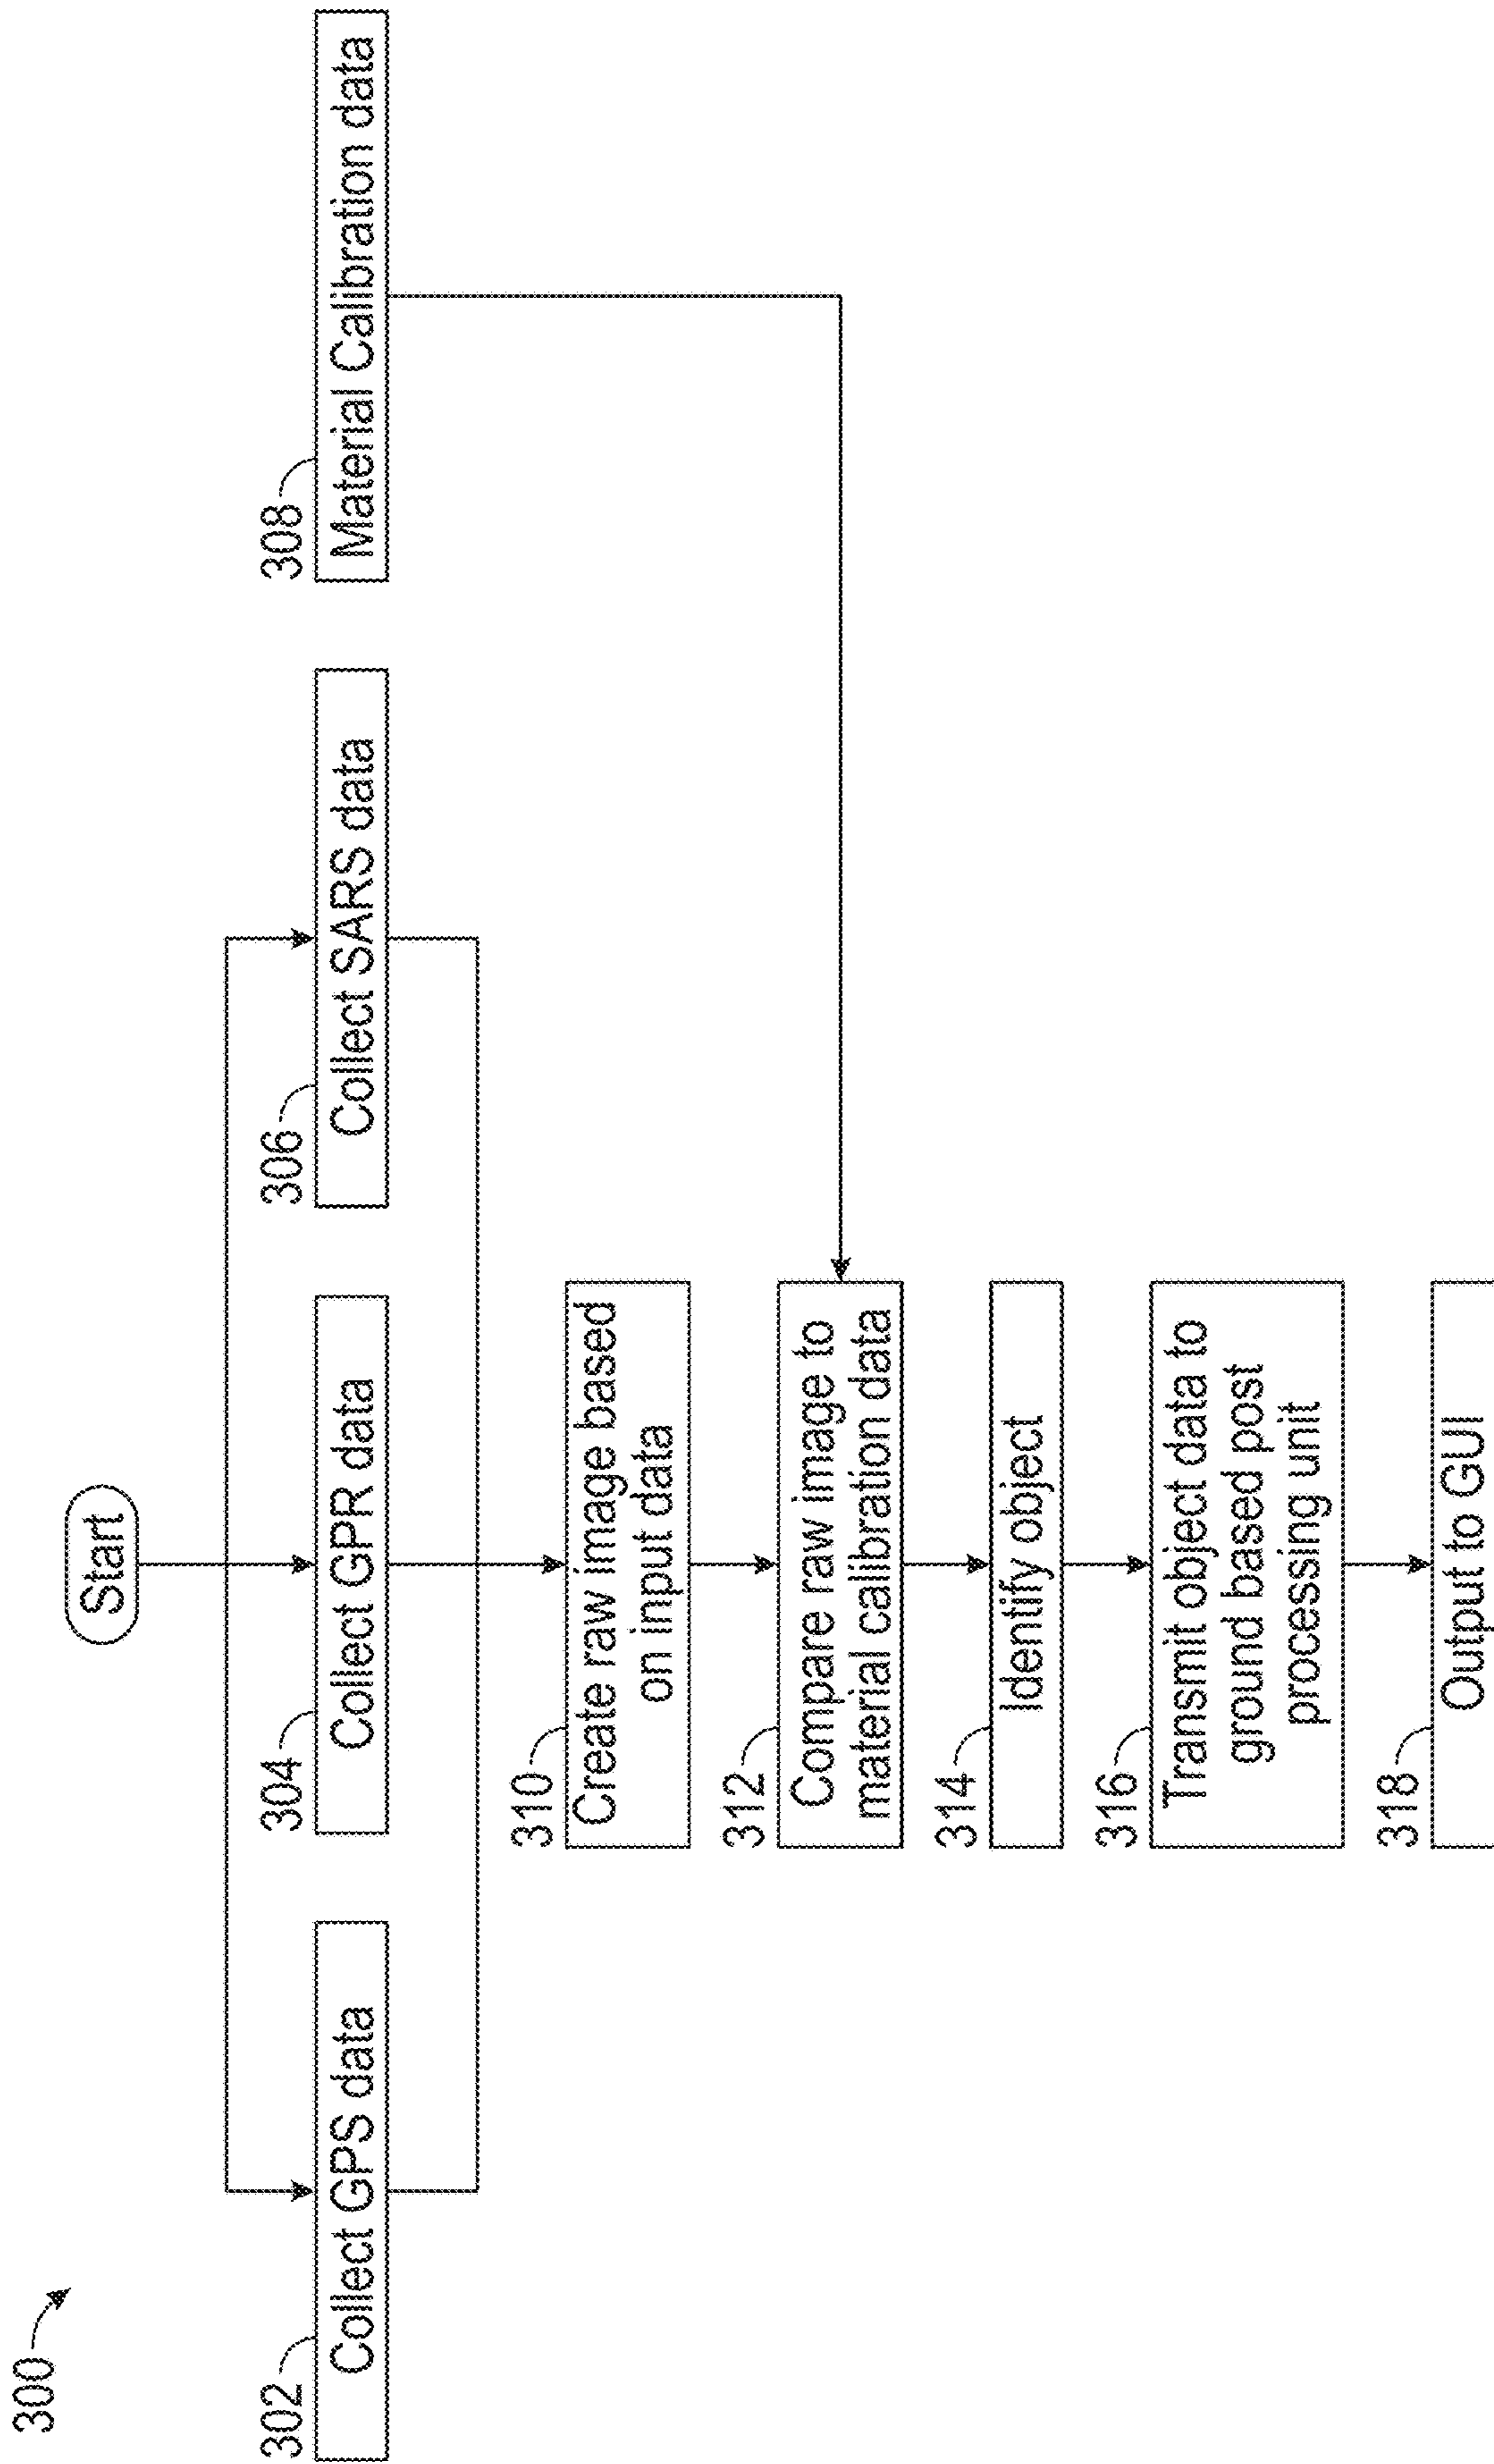 300
Start
302
Collect GPS data
304
Collect GPR data
306
Collect SARS data
308
Material Calibration data
310
Create raw image based
on input data
312
Compare raw image to
material calibration data
314
Identify object
316
Transmit object data to
ground based post
processing unit
318
Output to GUI